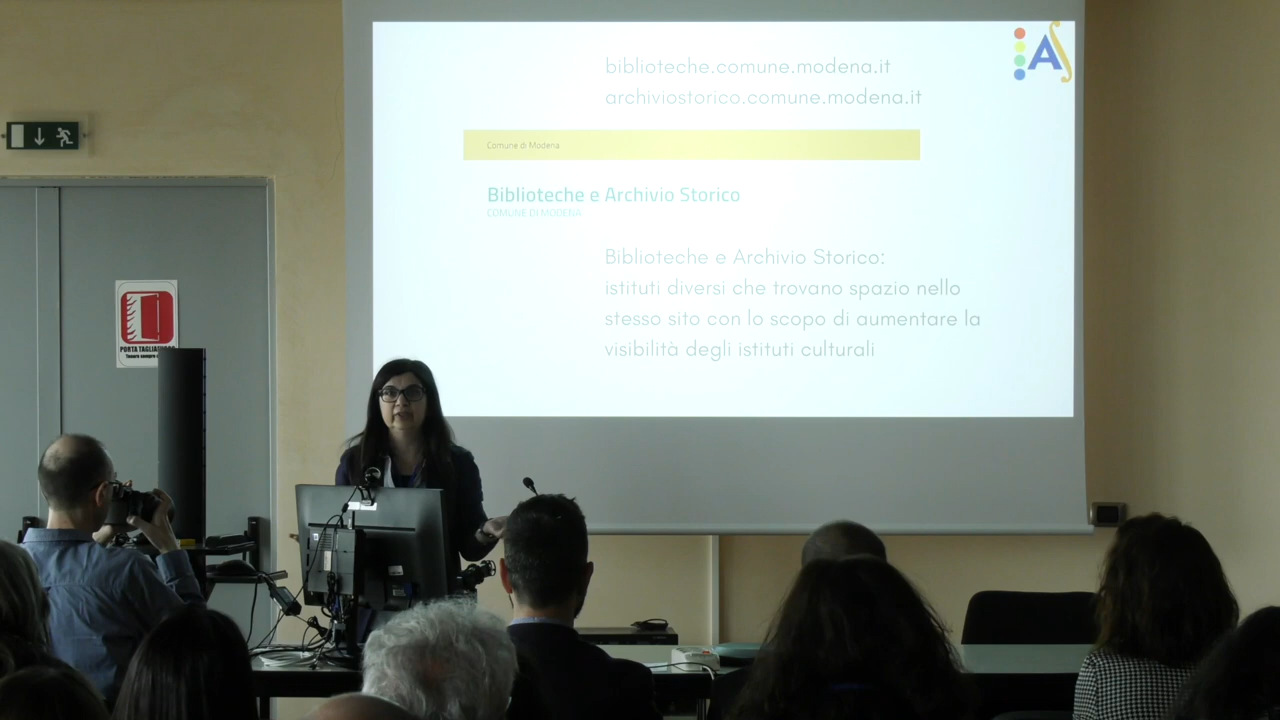 biblioteche.comune.modena.it
archiviostorico.comune.modena.it
Comune di Modena
Biblioteche e Archivio Storico
COMUNE DI MODENA
Biblioteche e Archivio Storico:
istituti diversi che trovano spazio nello
stesso sito con lo scopo di aumentare la
visibilità degli istituti culturali
A
PORTA
Tenere sempre